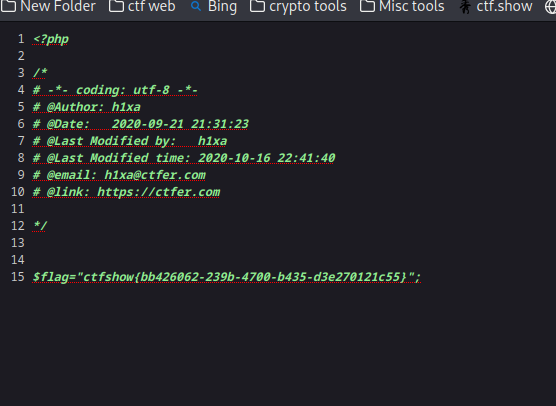 New Folder ctf web Bing crypto tools Misc tools ctf.show
1 <?php
2
3 /*
4 # -*- coding: utf-8 -*-
5 # @Author: h1xa
6 # @Date:   2020-09-21 21:31:23
7 # @Last Modified by:   h1xa
8 # @Last Modified time: 2020-10-16 22:41:40
9 # @email: h1xa@ctfer.com
10 # @link: https://ctfer.com
11
12 */
13
14
15 $flag="ctfshow{bb426062-239b-4700-b435-d3e270121c55}";